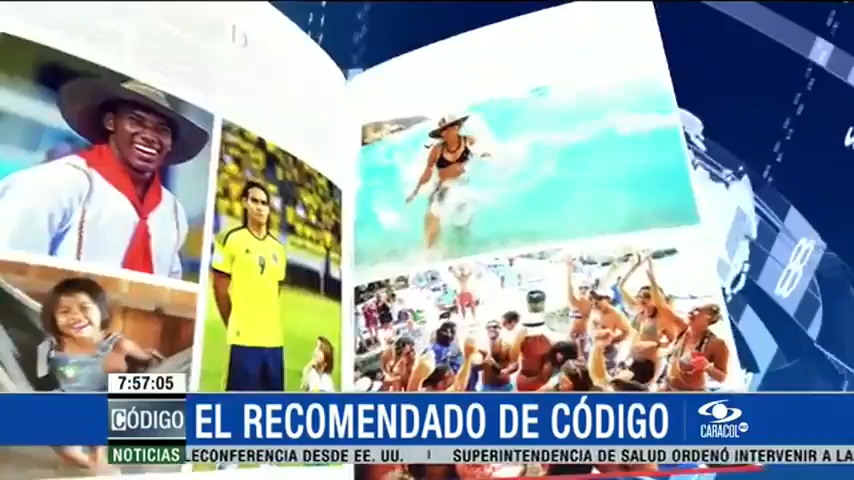 9
7:57:05
CÓDIGO
EL RECOMENDADO DE CÓDIGO
CARACOL
NOTICIAS
LECONFERENCIA DESDE EE. UU. | SUPERINTENDENCIA DE SALUD ORDENÓ INTERVENIR A LA